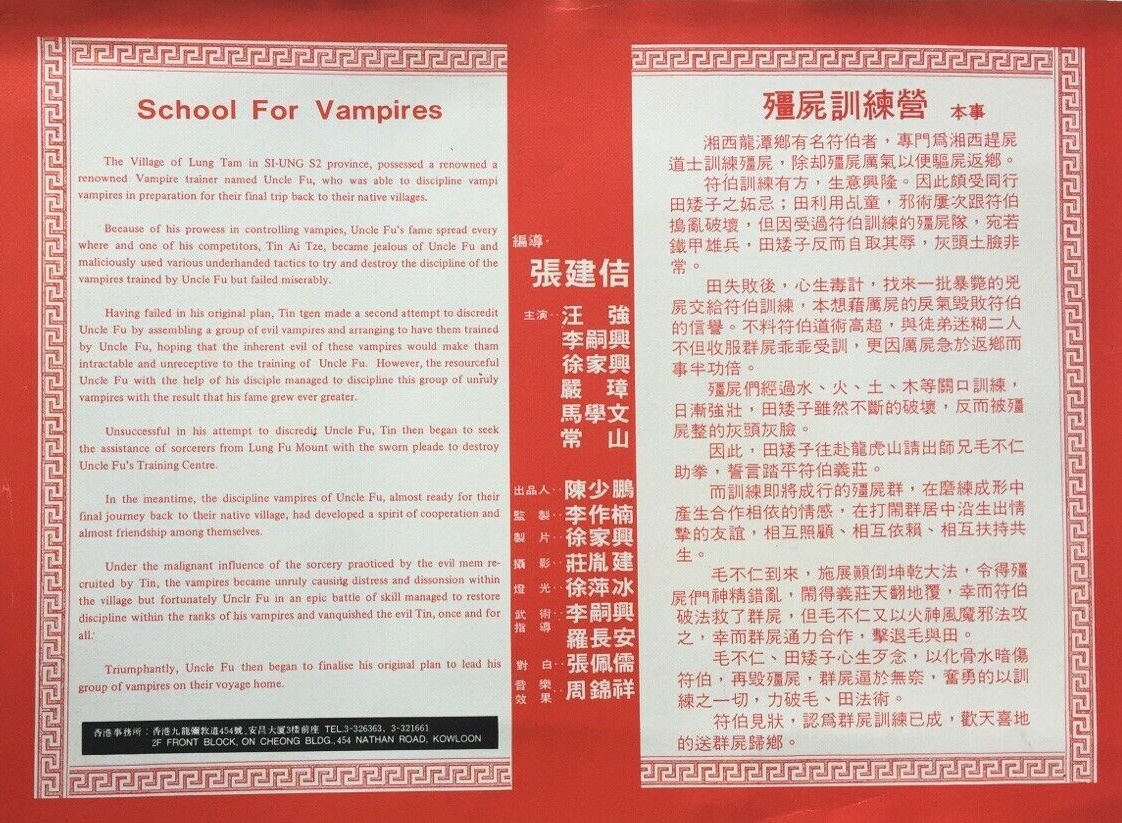 School For Vampires
The Village of Lung Tam in SI-UNG S2 province, possessed a renowned a
renowned Vampire trainer named Uncle Fu, who was able to discipline vampi
vampires in preparation for their final trip back to their native villages.
Beeause of his prowess in controlling vampies, Uncle Fu's fame spread every
where and one of his competitors, Tin Ai Tze, became jealous of Uncle Fu and
maliciously used various underhanded tactics to try and destroy the discipline of the
vampires trained by Uncle Fu but failed miserably.
Having failed in his original plan, Tin tgen made a second attempt to discredit
Uncle Fu by assembling a group of evil vampires and arranging to have them trained
by Uncle Fu, hoping that the inherent evil of these vampires would make tham
intractable and unreceptive to the training of Uncle Fu. However, the resourceful
Uncle Fu with the help of his disciple managed to discipline this group of unruly
vampires with the result that his fame grew ever greater.
Unsuccessful in his attempt to discredit Uncle Fu, Tin then began to seek
the assistance of sorcerers from Lung Fu Mount with the sworn pleade to destroy
Uncle Fu's Training Centre.
In the meantime, the discipline vampires of Uncle Fu, almost ready for their
final journey back to their native village, had developed a spirit of cooperation and
almost friendship among themselves.
Under the malignant influence of the sorcery praoticed by the evil mem re-
cruited by Tin, the vampires became unruly causing distress and dissonsion within
the village but fortunately Unclr Fu in an epic battle of skill managed to restore
discipline within the ranks of his vampires and vanquished the evil Tin, once and for
all.
Triumphantly, Uncle Fu then began to finalise his original plan to lead his
group of vampires on their voyage home.
香港事務所：香港九龍彌敦道454號,安昌大厦3楼前座 TEL.3-326363, 3-321661
2F FRONT BLOCK, ON CHEONG BLDG.,454 NATHAN ROAD, KOWLOON
編導·
張建佶
主演··汪 強
李嗣興
徐家興
嚴 璋
馬學文
常 山
出品人··陳少鵬
監 製··李作楠
製 片··徐家興
攝 影··莊胤建
燈 光··徐萍冰
武術指導··李嗣興
羅長安
對 白··張佩儒
音樂效果··周錦祥
殭屍訓練營 本事
湘西龍潭鄉有名符伯者，專門爲湘西趕屍
道士訓練殭屍，除却殭屍厲氣以便驅屍返鄉。
符伯訓練有方，生意興隆。因此頗受同行
田矮子之妬忌；田利用乩童，邪術屢次跟符伯
搗亂破壞，但因受過符伯訓練的殭屍隊，宛若
鐵甲雄兵，田矮子反而自取其辱，灰頭土臉非
常。
田失敗後，心生毒計，找來一批暴斃的兇
屍交給符伯訓練，本想藉厲屍的戾氣毀敗符伯
的信譽。不料符伯道術高超，與徒弟迷糊二人
不但收服群屍乖乖受訓，更因厲屍急於返鄉而
事半功倍。
殭屍們經過水、火、土、木等關口訓練，
日漸強壯，田矮子雖然不斷的破壞，反而被殭
屍整的灰頭灰臉。
因此，田矮子往赴龍虎山請出師兄毛不仁
助拳，誓言踏平符伯義莊。
而訓練即將成行的殭屍群，在磨練成形中
產生合作相依的情感，在打鬧群居中沿生出情
摯的友誼，相互照顧、相互依賴、相互扶持共
生。
毛不仁到來，施展顚倒坤乾大法，令得殭
屍們神精錯亂，鬧得義莊天翻地覆，幸而符伯
破法救了群屍，但毛不仁又以火神風魔邪法攻
之，幸而群屍通力合作，擊退毛與田。
毛不仁、田矮子心生歹念，以化骨水暗傷
符伯，再毀殭屍，群屍逼於無奈，奮勇的以訓
練之一切，力破毛、田法術。
符伯見狀，認爲群屍訓練已成，歡天喜地
的送群屍歸鄉。